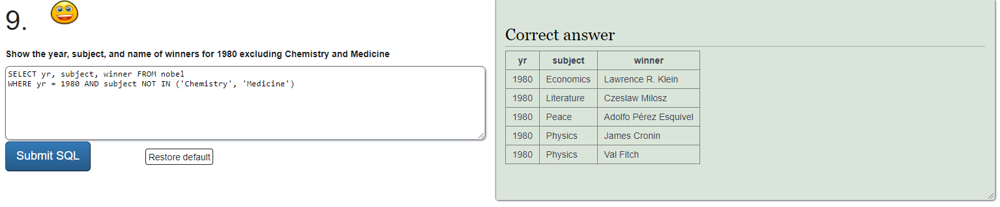 9.
Show the year, subject, and name of winners for 1980 excluding Chemistry and Medicine
SELECT yr, subject, winner FROM nobel
WHERE yr = 1980 AND subject NOT IN ('Chemistry', 'Medicine')
Submit SQL
Restore default
Correct answer
yr subject winner
1980 Economics Lawrence R. Klein
1980 Literature Czeslaw Milosz
1980 Peace Adolfo Pérez Esquivel
1980 Physics James Cronin
1980 Physics Val Fitch